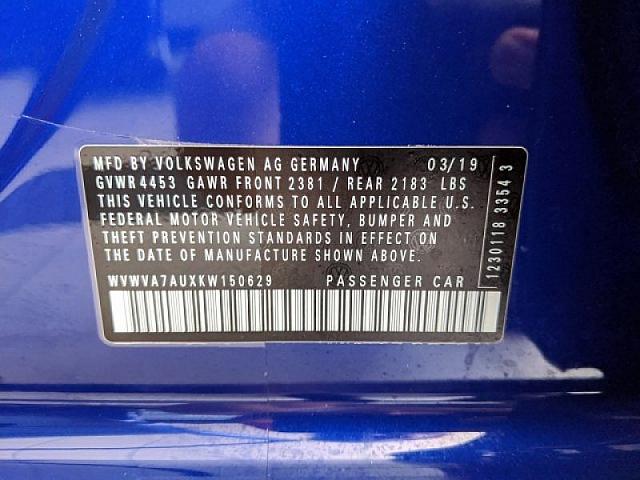 MFD BY VOLKSWAGEN AG GERMANY 03/19
GVWR 4453 GAWR FRONT 2381 / REAR 2183 LBS
THIS VEHICLE CONFORMS TO ALL APPLICABLE U.S.
FEDERAL MOTOR VEHICLE SAFETY, BUMPER AND
THEFT PREVENTION STANDARDS IN EFFECT ON
THE DATE OF MANUFACTURE SHOWN ABOVE.
WVWVA7AUXKW150629 PASSENGER CAR
1230118 3354 3